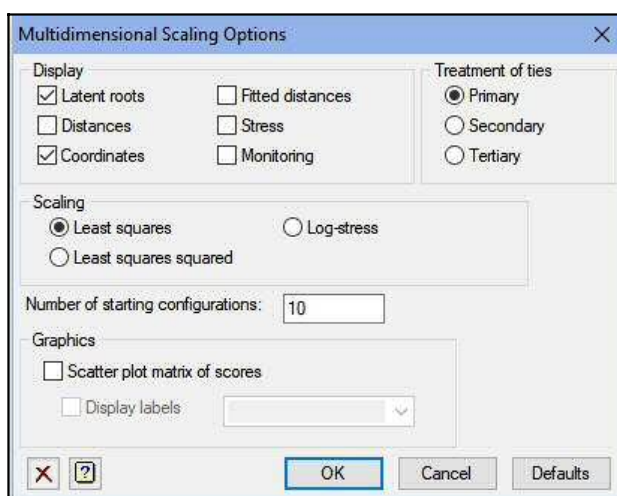 Multidimensional Scaling Options
Display
Latent roots
Fitted distances
Distances
Stress
Coordinates
Monitoring
Treatment of ties
Primary
Secondary
Tertiary
Scaling
Least squares
Log-stress
Least squares squared
Number of starting configurations: 10
Graphics
Scatter plot matrix of scores
Display labels
OK Cancel Defaults